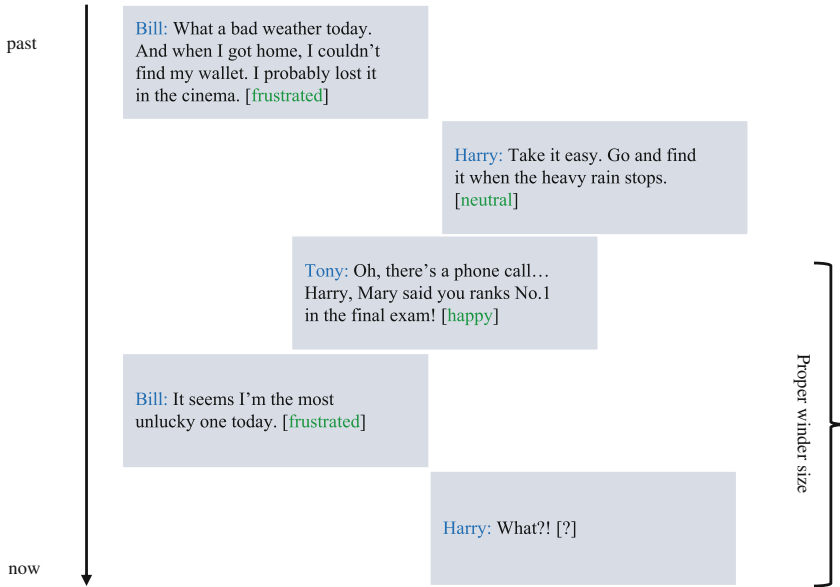 past
Bill: What a bad weather today.
And when I got home, I couldn't
find my wallet. I probably lost it
in the cinema. [frustrated]
Harry: Take it easy. Go and find
it when the heavy rain stops.
[neutral]
Tony: Oh, there's a phone call…
Harry, Mary said you ranks No.1
in the final exam! [happy]
Bill: It seems I'm the most
unlucky one today. [frustrated]
Proper winder size
Harry: What?! [?]
now